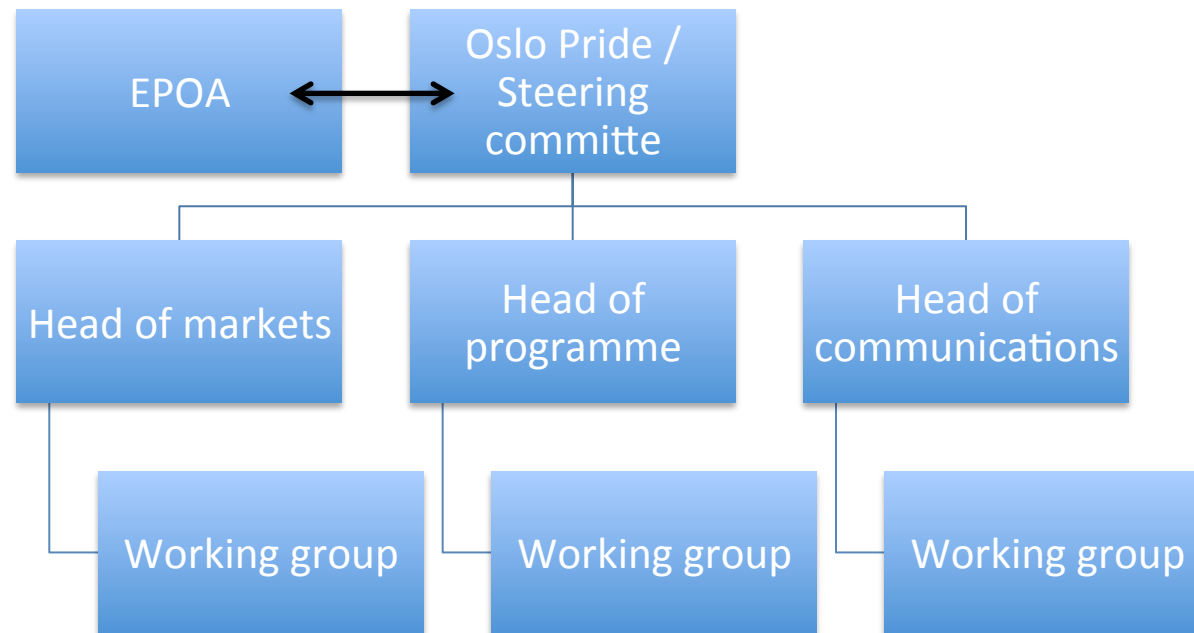 EPOA
Oslo Pride /
Steering
committe
Head of markets
Head of
programme
Head of
communications
Working group
Working group
Working group